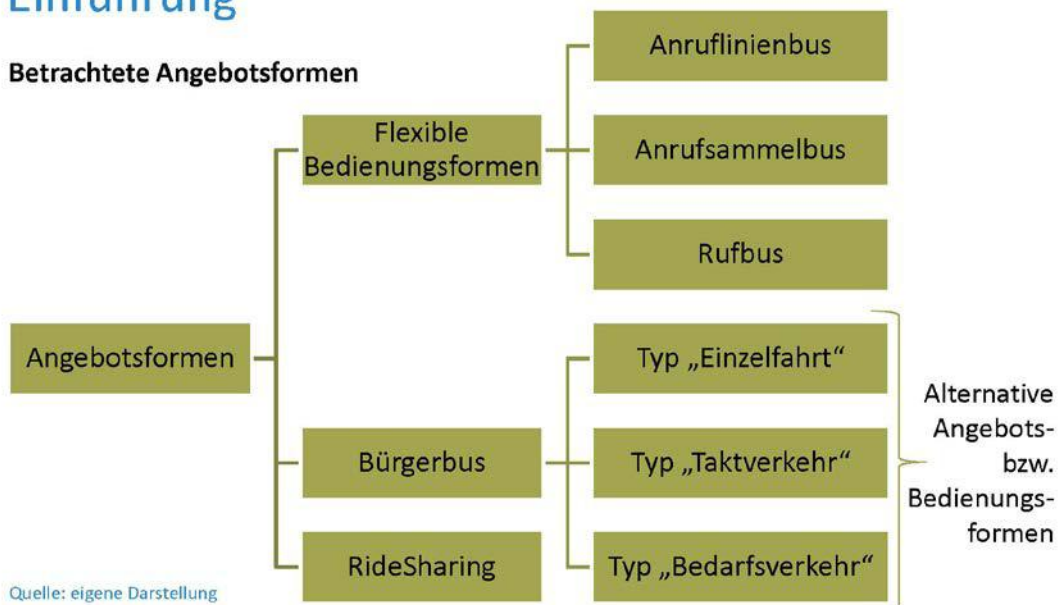 Einführung
Betrachtete Angebotsformen
Angebotsformen
Flexible
Bedienungsformen
Anruflinienbus
Anrufsammelbus
Rufbus
Bürgerbus
Typ „Einzelfahrt“
Typ „Taktverkehr“
Typ „Bedarfsverkehr“
RideSharing
Alternative
Angebots-
bzw.
Bedienungs-
formen
Quelle: eigene Darstellung